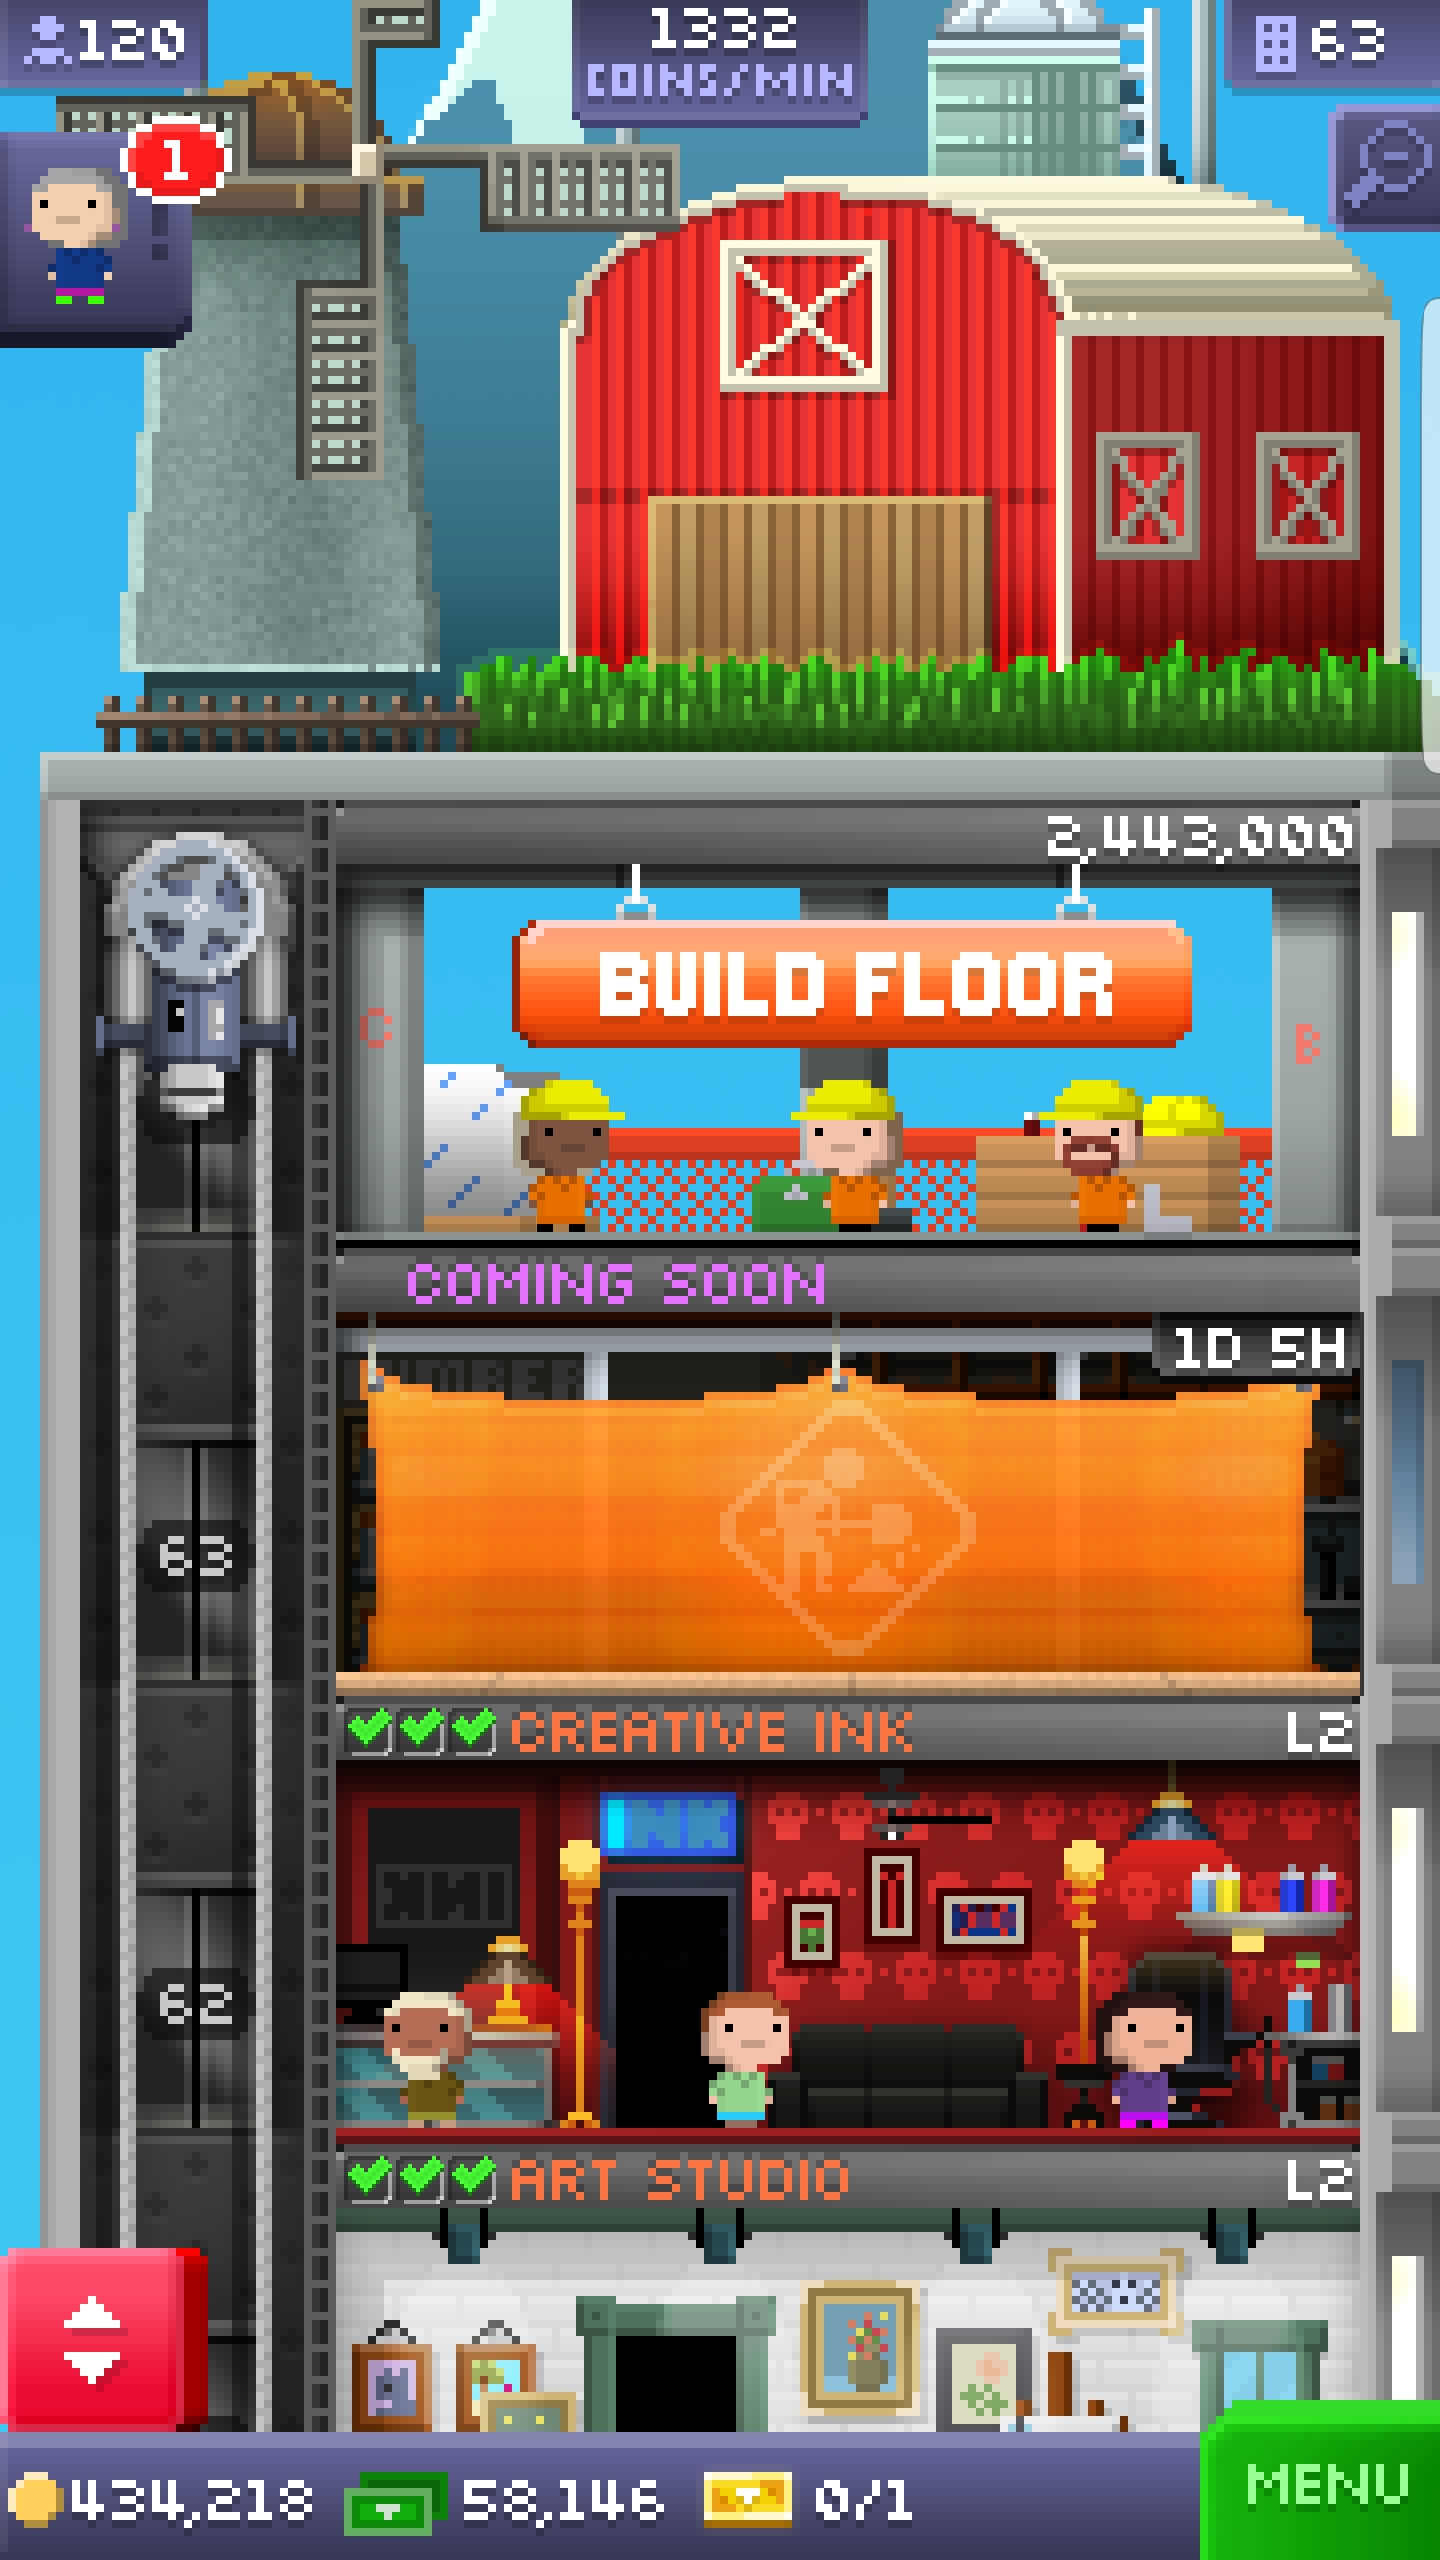 120
1332
COINS/MIN
63
1
2,443,000
BUILD FLOOR
C
B
COMING SOON
1D 5H
63
CREATIVE INK
L2
INK
62
ART STUDIO
L2
434,218
58,146
0/1
MENU